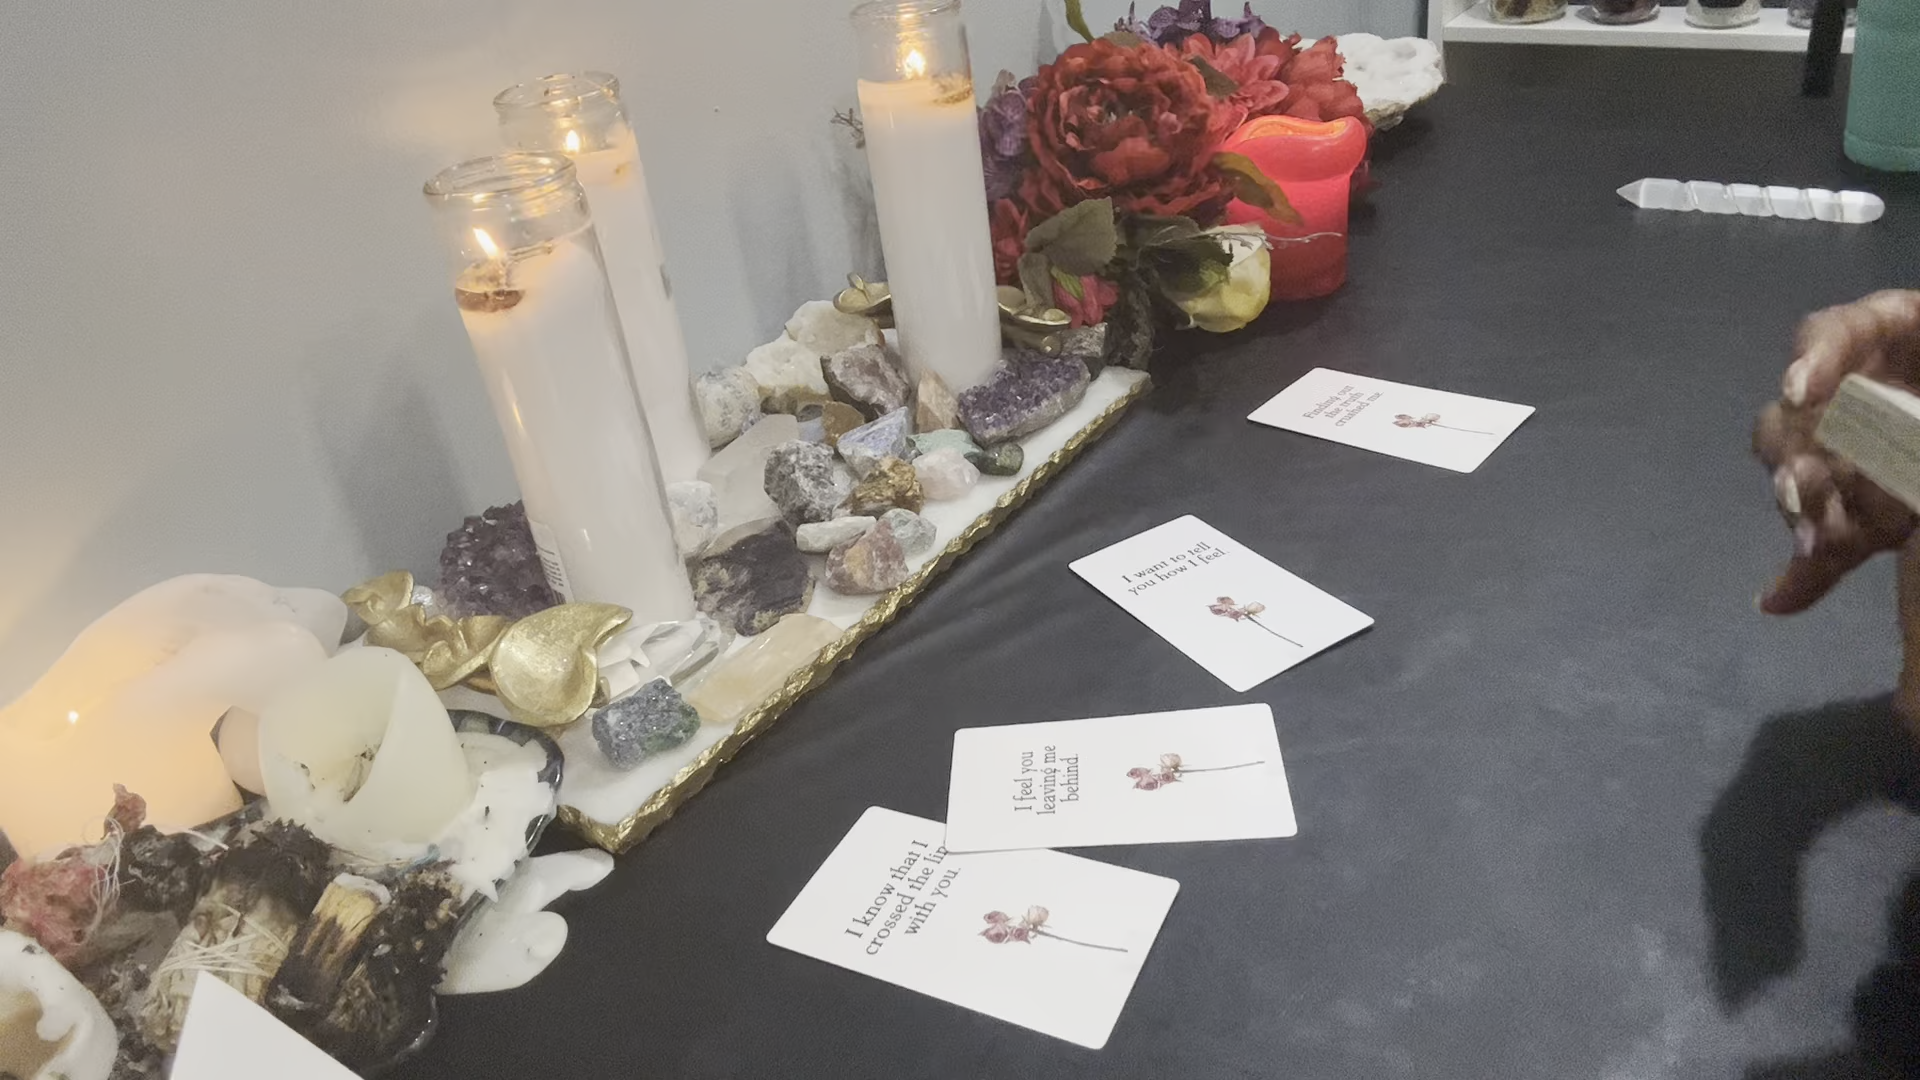 Finding out
the truth
crushed me
I want to tell
you how I feel.
I feel you
leaving me
behind.
I know that I
crossed the lin
with you.